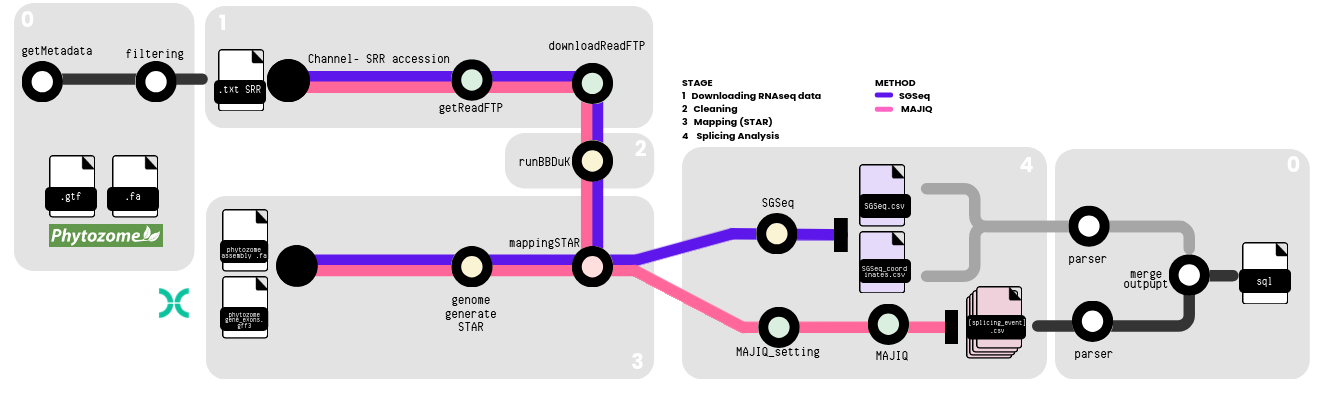 0
getMetadata
filtering
.gtf
.fa
Phytozome
1
.txt SRR
Channel- SRR accession
getReadFTP
downloadReadFTP
2
runBBDuK
phytozome
assembly .fa
phytozome
gene_exons.
gff3
genome
generate
STAR
mappingSTAR
3
STAGE
1 Downloading RNAseq data
2 Cleaning
3 Mapping (STAR)
4 Splicing Analysis
METHOD
SGSeq
MAJIQ
4
SGSeq
SGSeq.csv
SGSeq_coord
inates.csv
MAJIQ_setting
MAJIQ
[splicing_event]
.csv
0
parser
parser
merge
outpupt
sql